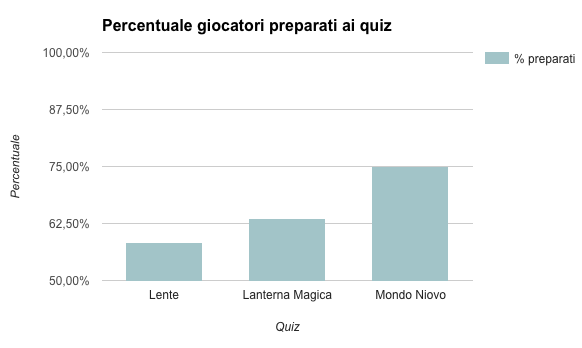 Percentuale giocatori preparati ai quiz
100,00%
87,50%
75,00%
62,50%
50,00%
Percentuale
% preparati
Lente Lanterna Magica Mondo Niovo
Quiz